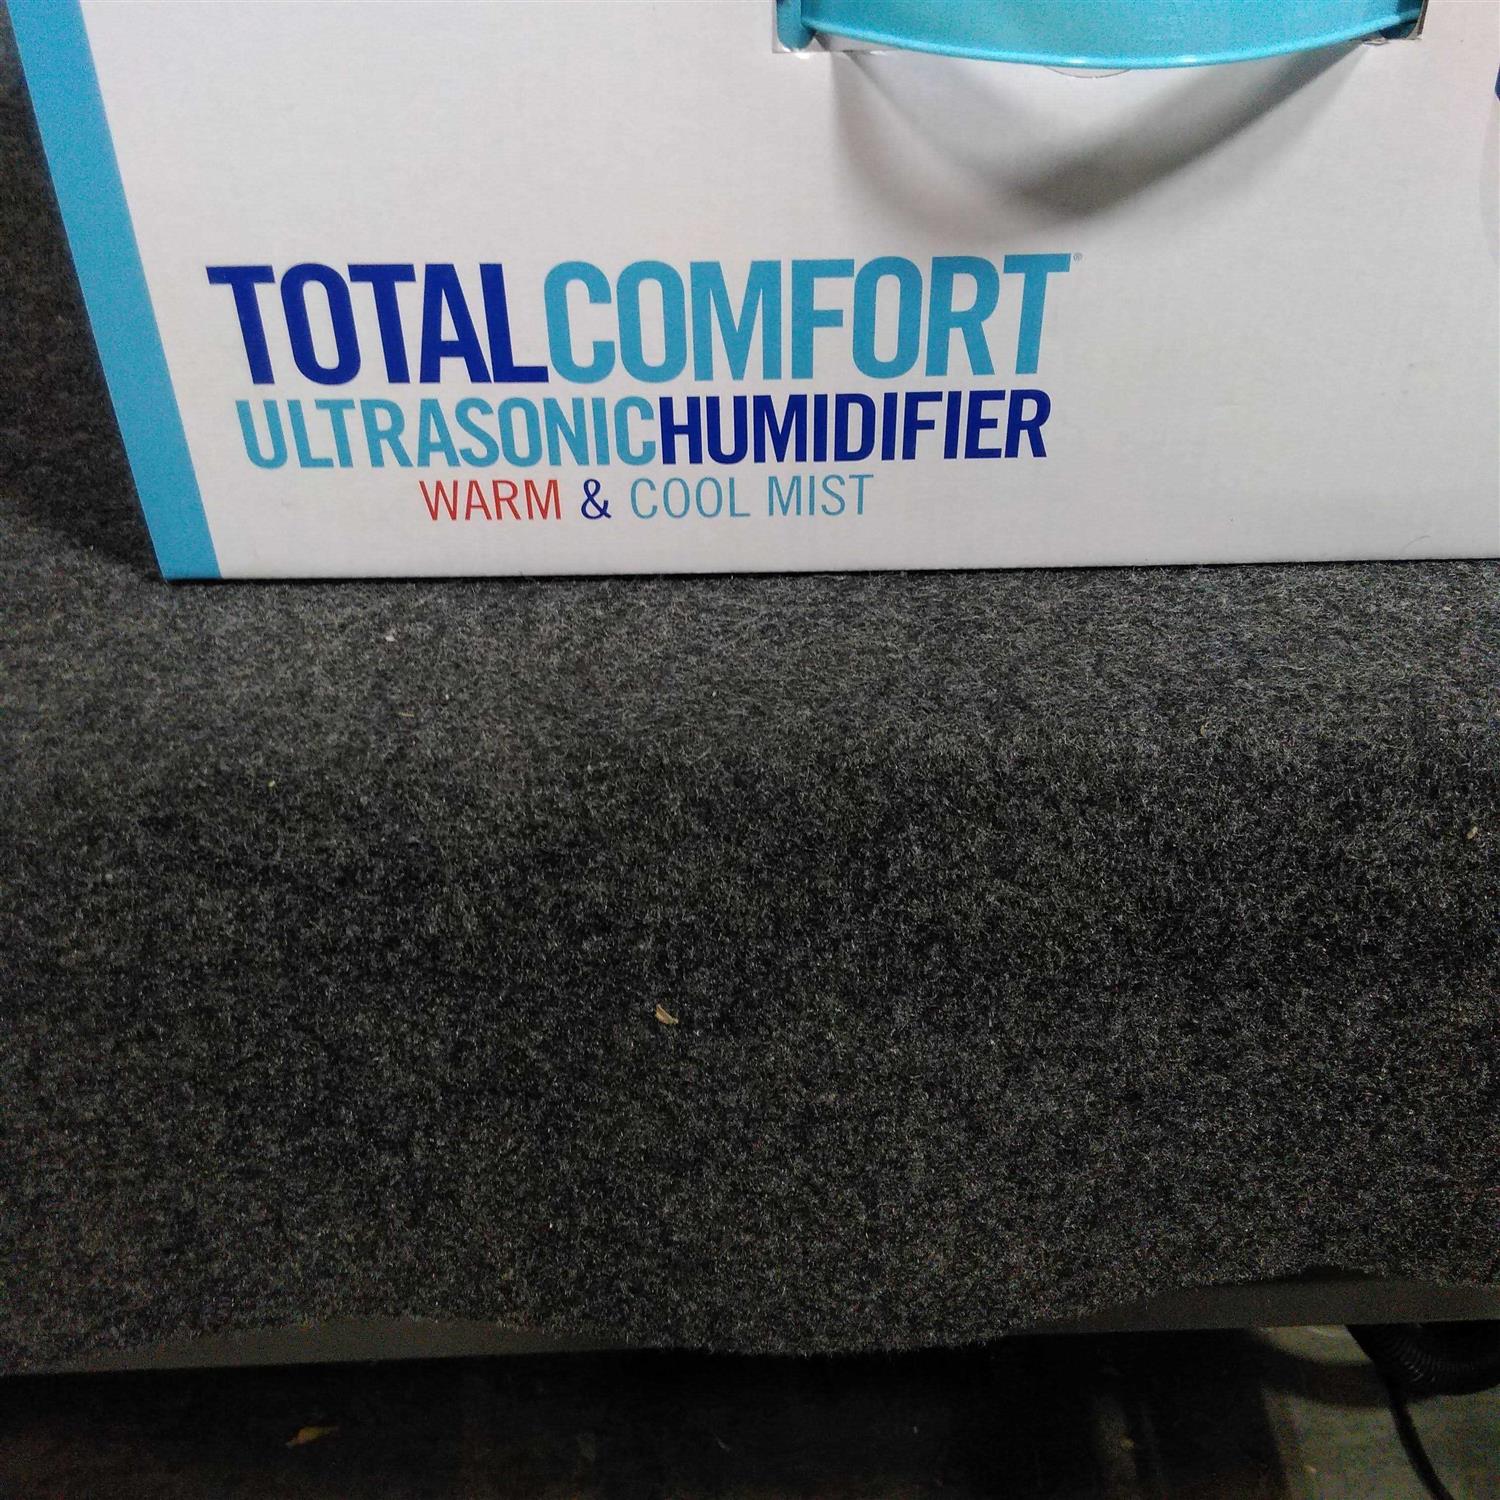 TOTALCOMFORT®
ULTRASONICHUMIDIFIER
WARM & COOL MIST